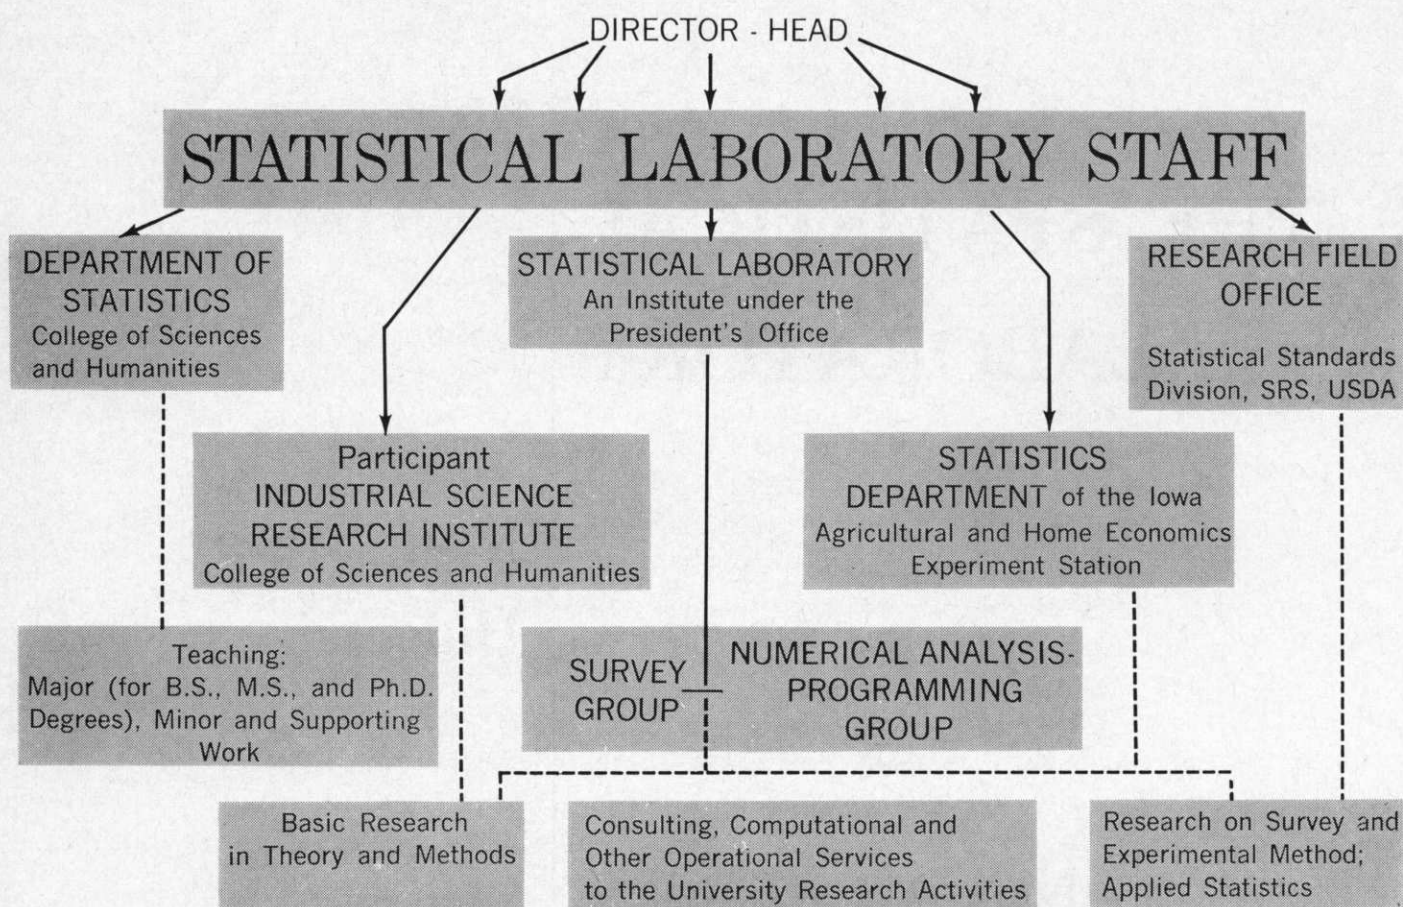 DIRECTOR - HEAD
STATISTICAL LABORATORY STAFF
DEPARTMENT OF
STATISTICS
College of Sciences
and Humanities
STATISTICAL LABORATORY
An Institute under the
President's Office
RESEARCH FIELD
OFFICE
Statistical Standards
Division, SRS, USDA
Participant
INDUSTRIAL SCIENCE
RESEARCH INSTITUTE
College of Sciences and Humanities
STATISTICS
DEPARTMENT of the Iowa
Agricultural and Home Economics
Experiment Station
Teaching:
Major (for B.S., M.S., and Ph.D.
Degrees), Minor and Supporting
Work
SURVEY
GROUP
NUMERICAL ANALYSIS-
PROGRAMMING
GROUP
Basic Research
in Theory and Methods
Consulting, Computational and
Other Operational Services
to the University Research Activities
Research on Survey and
Experimental Method;
Applied Statistics